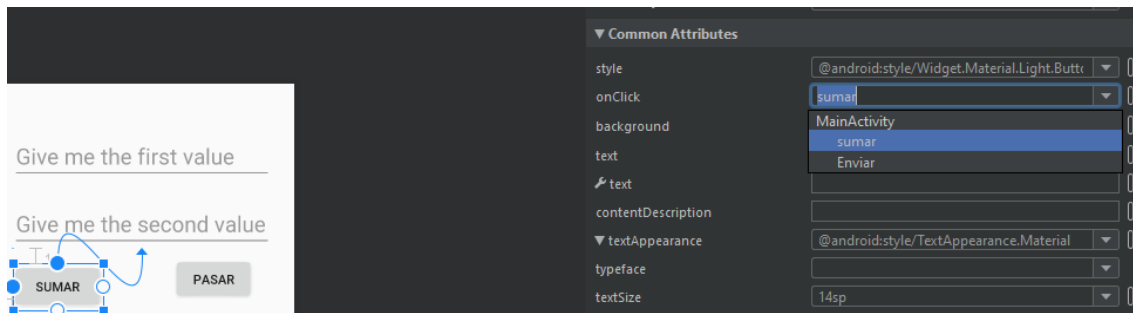 Common Attributes
style
@android:style/Widget.Material.Light.Butto
onClick
sumar
background
MainActivity
sumar
Enviar
text
text
contentDescription
textAppearance
@android:style/TextAppearance.Material
typeface
textSize
14sp
Give me the first value
Give me the second value
SUMAR
PASAR